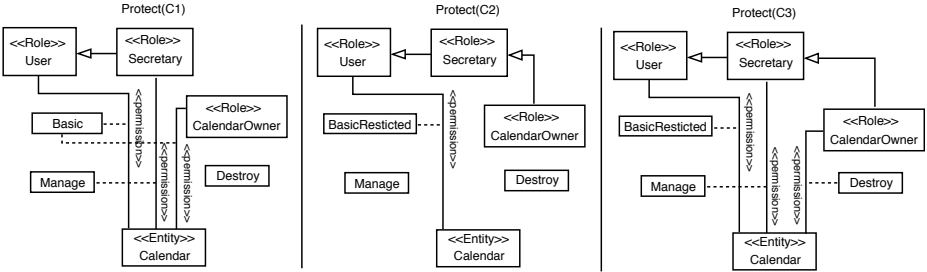 Protect(C1)
<<Role>>
User
<<Role>>
Secretary
<<Role>>
CalendarOwner
Basic
Manage
Destroy
<<permission>>
<<permission>>
<<permission>>
<<Entity>>
Calendar
Protect(C2)
<<Role>>
User
<<Role>>
Secretary
<<Role>>
CalendarOwner
BasicResticted
Manage
Destroy
<<permission>>
<<Entity>>
Calendar
Protect(C3)
<<Role>>
User
<<Role>>
Secretary
<<Role>>
CalendarOwner
BasicResticted
Manage
Destroy
<<permission>>
<<permission>>
<<permission>>
<<Entity>>
Calendar